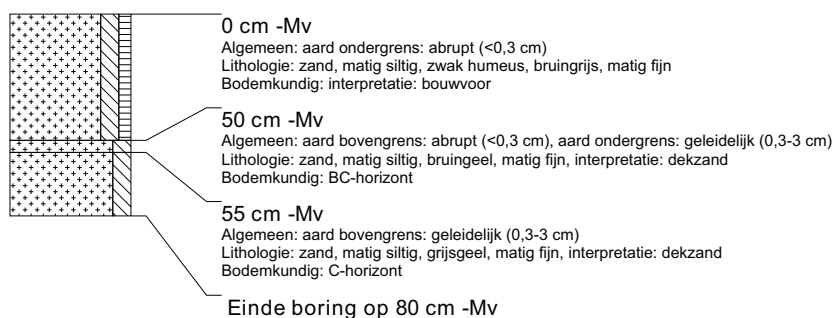 0 cm -Mv
Algemeen: aard ondergrens: abrupt (<0,3 cm)
Lithologie: zand, matig siltig, zwak humeus, bruingrijs, matig fijn
Bodemkundig: interpretatie: bouwvoor
50 cm -Mv
Algemeen: aard bovengrens: abrupt (<0,3 cm), aard ondergrens: geleidelijk (0,3-3 cm)
Lithologie: zand, matig siltig, bruingeel, matig fijn, interpretatie: dekzand
Bodemkundig: BC-horizont
55 cm -Mv
Algemeen: aard bovengrens: geleidelijk (0,3-3 cm)
Lithologie: zand, matig siltig, grijsgeel, matig fijn, interpretatie: dekzand
Bodemkundig: C-horizont
Einde boring op 80 cm -Mv